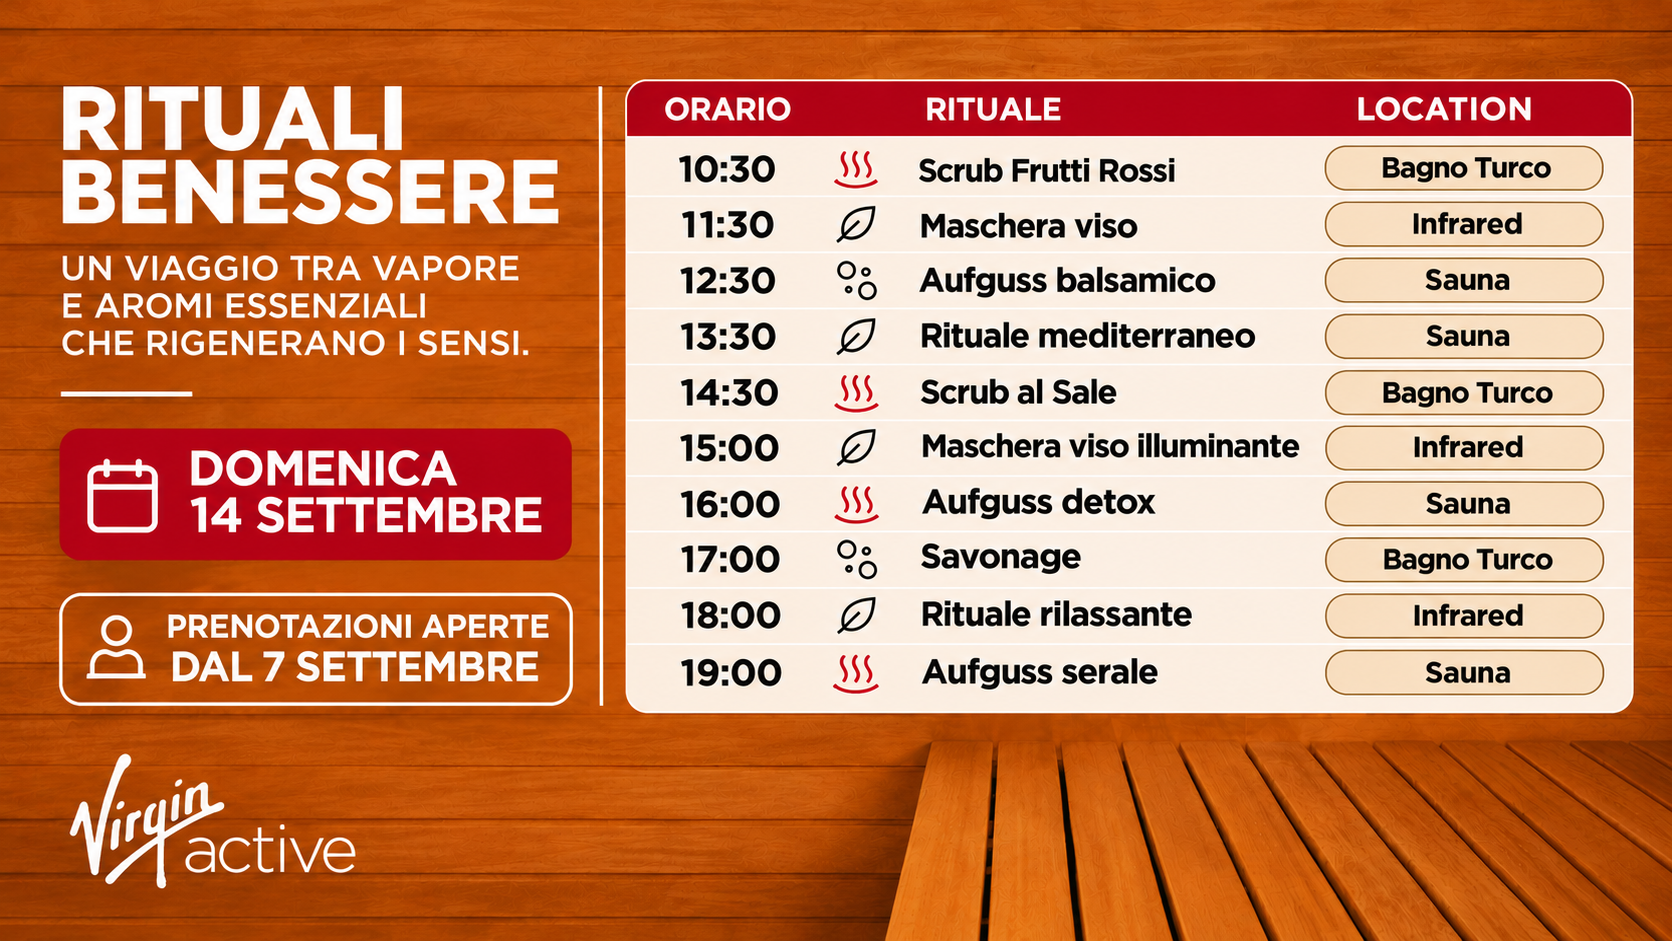 RITUALI
BENESSERE
UN VIAGGIO TRA VAPORE
E AROMI ESSENZIALI
CHE RIGENERANO I SENSI.
DOMENICA
14 SETTEMBRE
PRENOTAZIONI APERTE
DAL 7 SETTEMBRE
Virgin
active
ORARIO RITUALE LOCATION
10:30 Scrub Frutti Rossi Bagno Turco
11:30 Maschera viso Infrared
12:30 Aufguss balsamico Sauna
13:30 Rituale mediterraneo Sauna
14:30 Scrub al Sale Bagno Turco
15:00 Maschera viso illuminante Infrared
16:00 Aufguss detox Sauna
17:00 Savonage Bagno Turco
18:00 Rituale rilassante Infrared
19:00 Aufguss serale Sauna